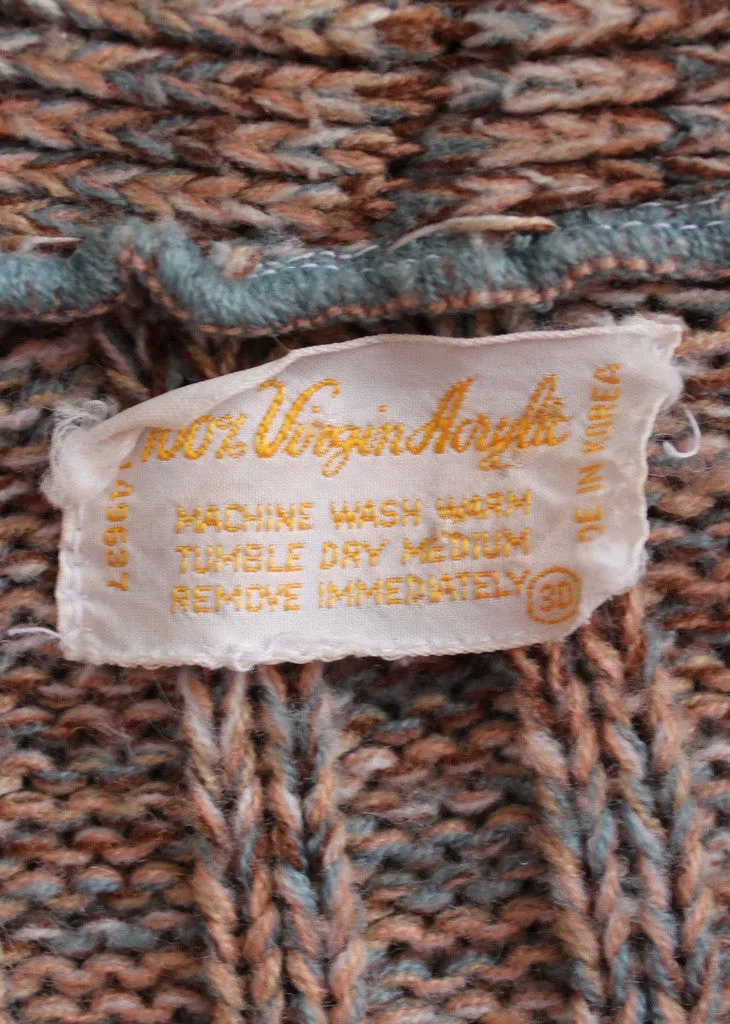 100% Virgin Acrylic
MACHINE WASH WARM
TUMBLE DRY MEDIUM
REMOVE IMMEDIATELY
30
DE IN KOREA